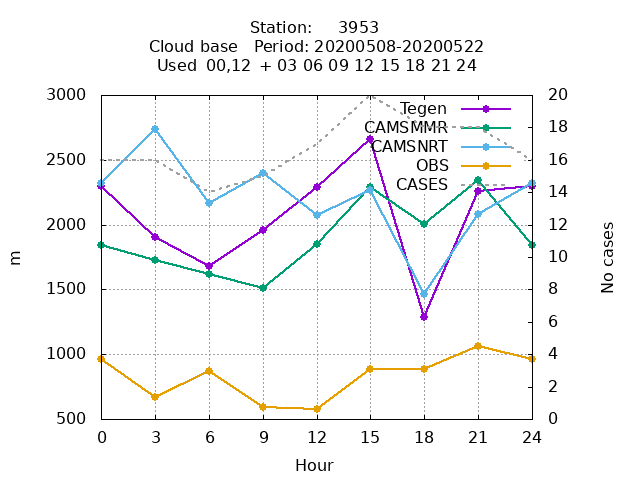 Station: 3953
Cloud base Period: 20200508-20200522
Used 00,12 + 03 06 09 12 15 18 21 24
3000
2500
2000
1500
1000
500
m
20
18
16
14
12
10
8
6
4
2
0
No cases
Tegen
CAMSMMR
CAMSNRT
OBS
CASES
0 3 6 9 12 15 18 21 24
Hour